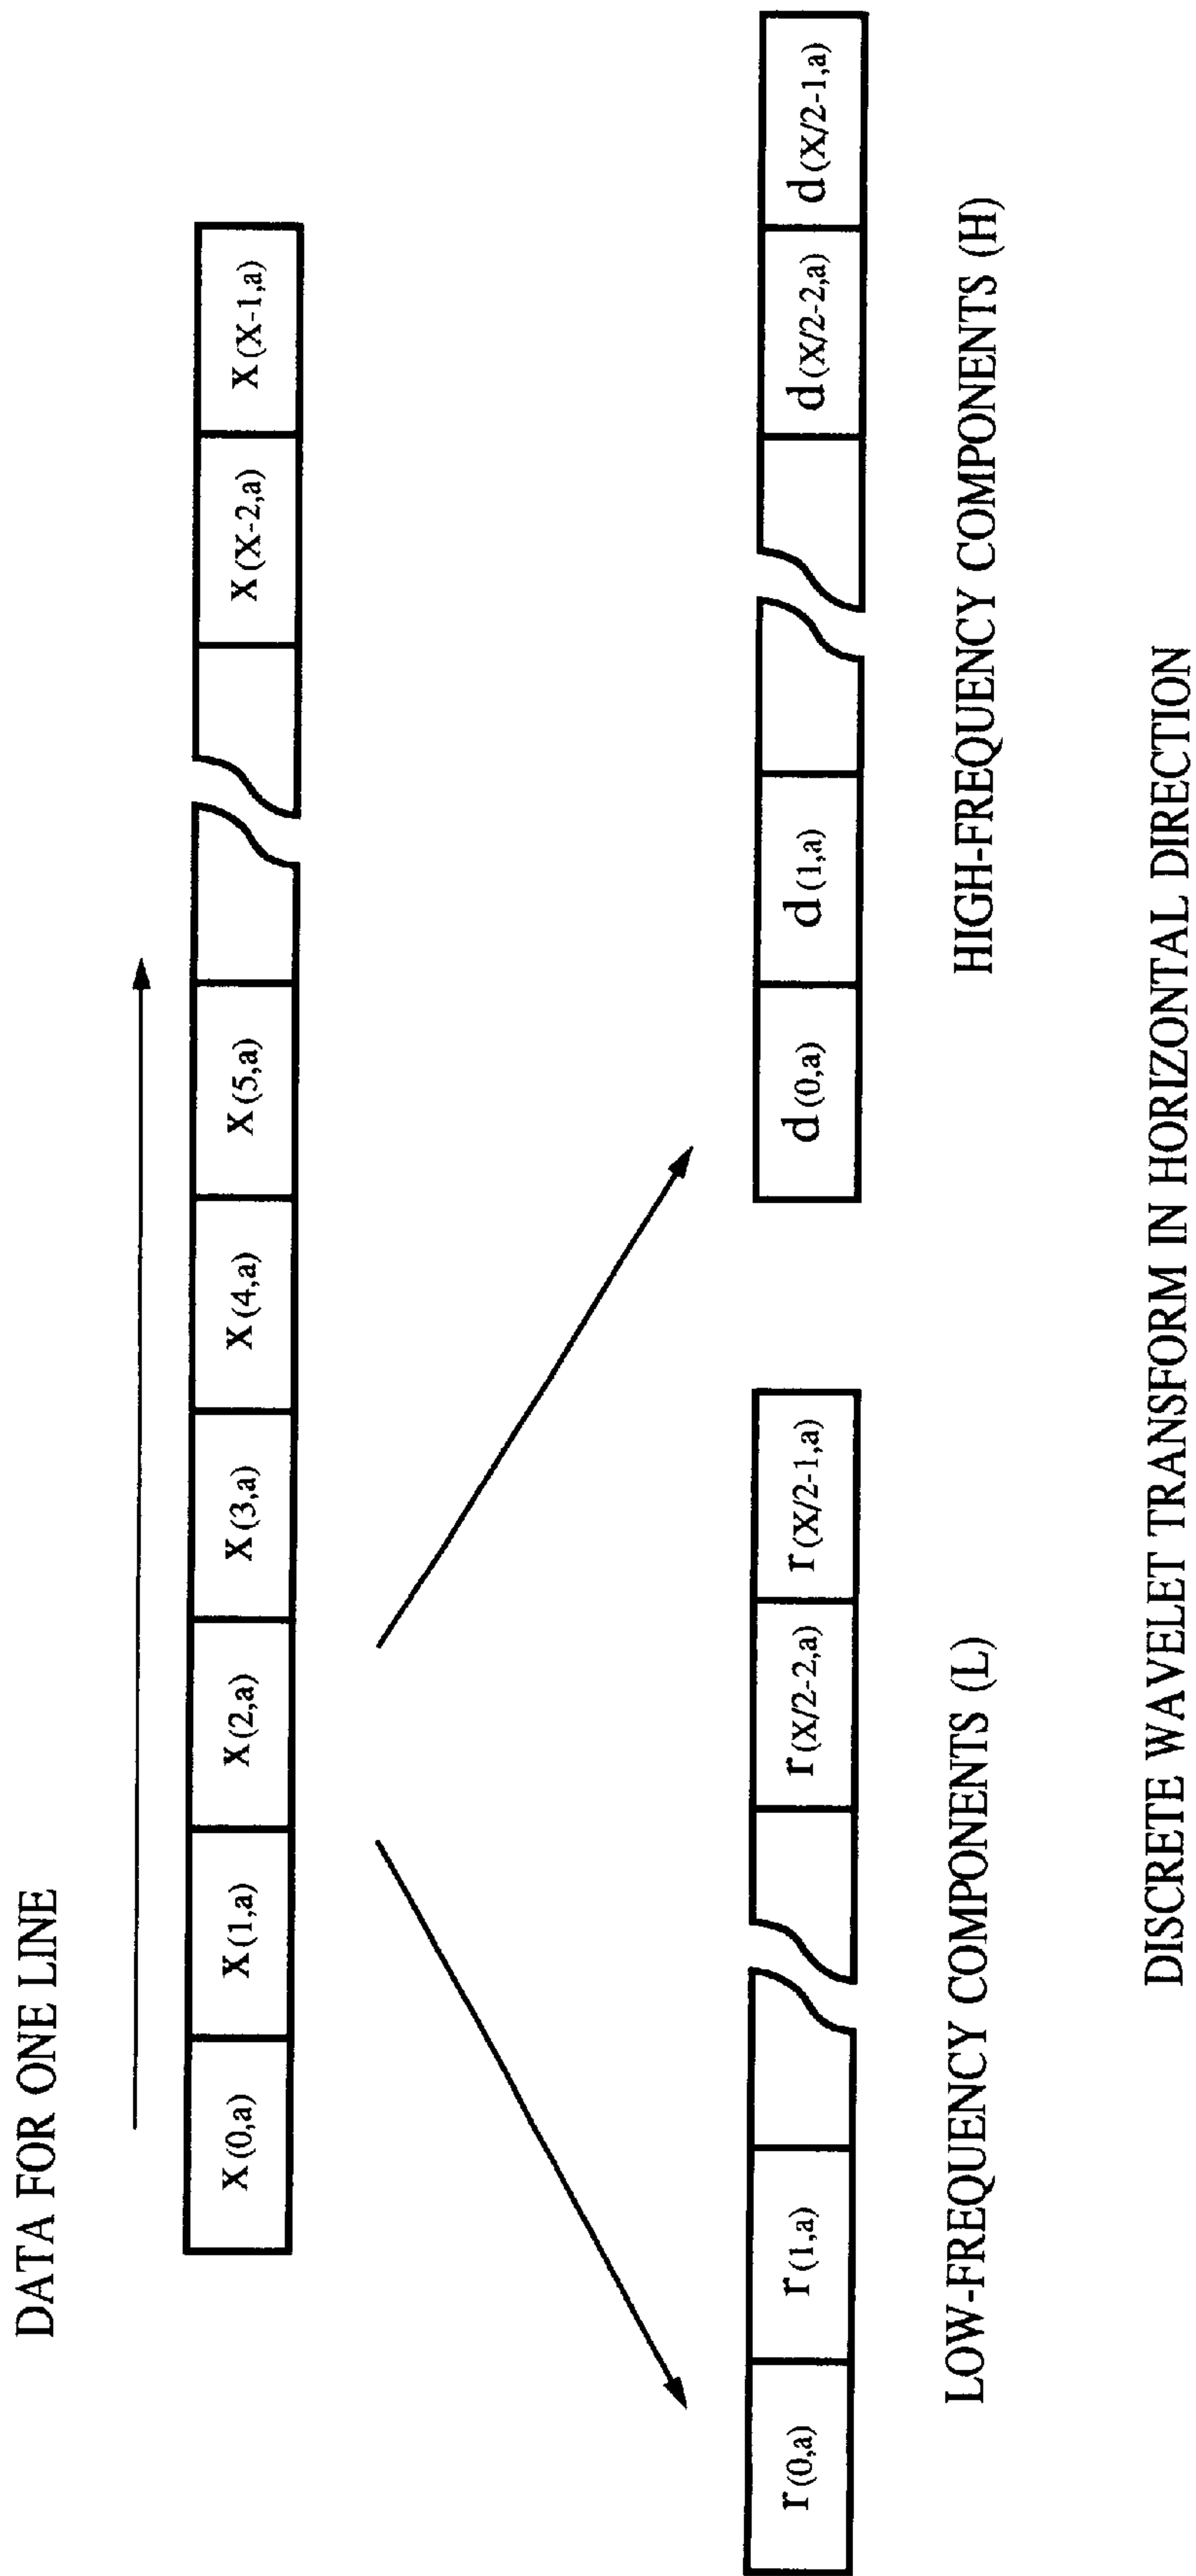 DATA FOR ONE LINE
x(0,a) x(1,a) x(2,a) x(3,a) x(4,a) x(5,a) x(X-2,a) x(X-1,a)
r(0,a) r(1,a) r(X/2-2,a) r(X/2-1,a) d(0,a) d(1,a) d(X/2-2,a) d(X/2-1,a)
LOW-FREQUENCY COMPONENTS (L) HIGH-FREQUENCY COMPONENTS (H)
DISCRETE WAVELET TRANSFORM IN HORIZONTAL DIRECTION